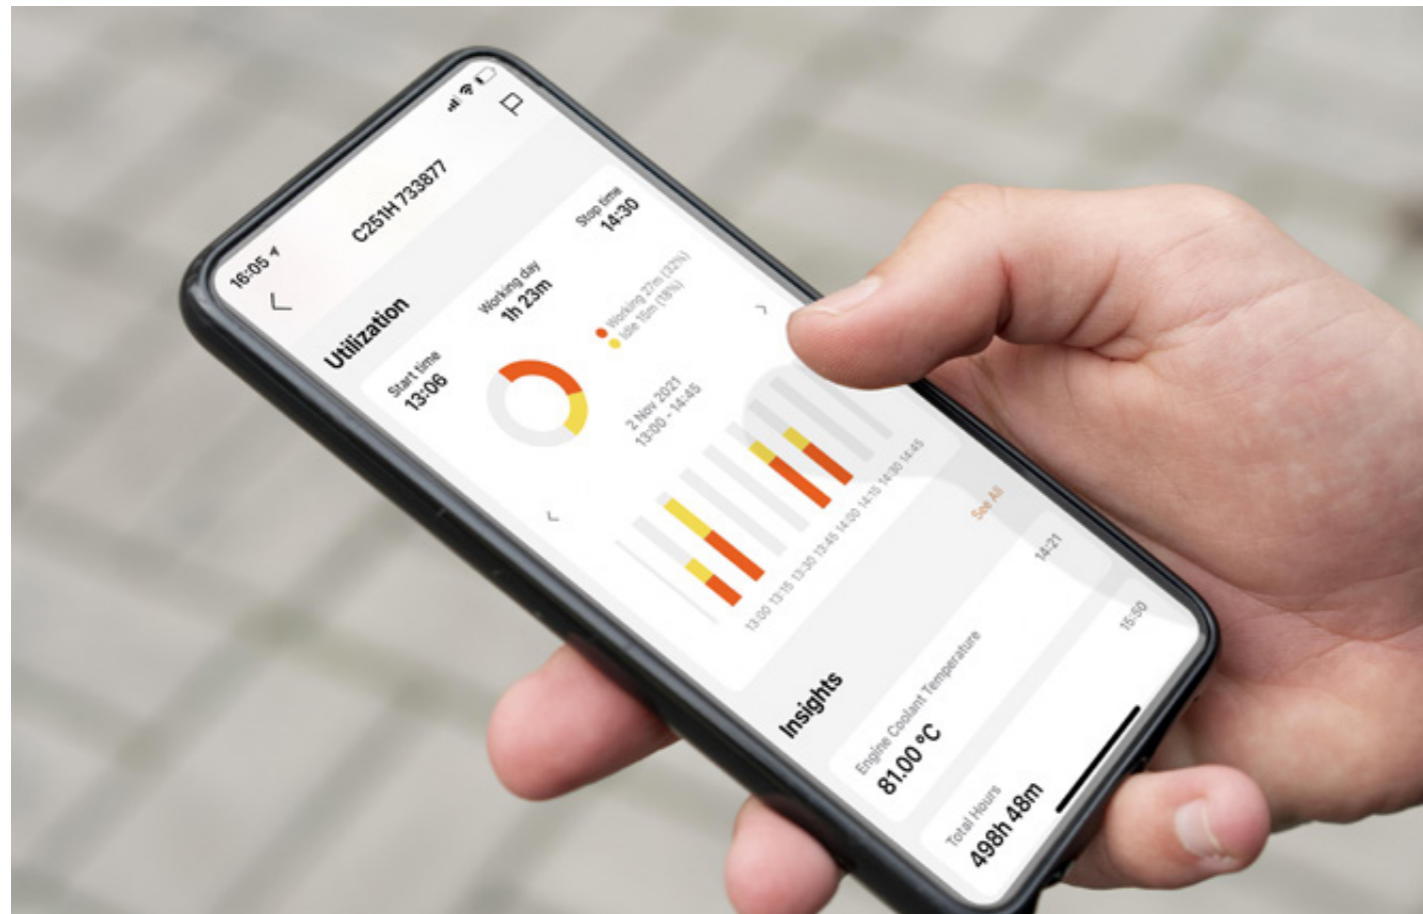 16:05
C251H 733877
Utilization
Start time
13:06
Working day
1h 23m
Stop time
14:30
Working 27m (32%)
Idle 15m (18%)
2 Nov 2021
13:00 - 14:45
13:00 13:15 13:30 13:45 14:00 14:15 14:30 14:45
Insights
See All
Engine Coolant Temperature
14:21
81.00 °C
Total Hours
15:50
498h 48m